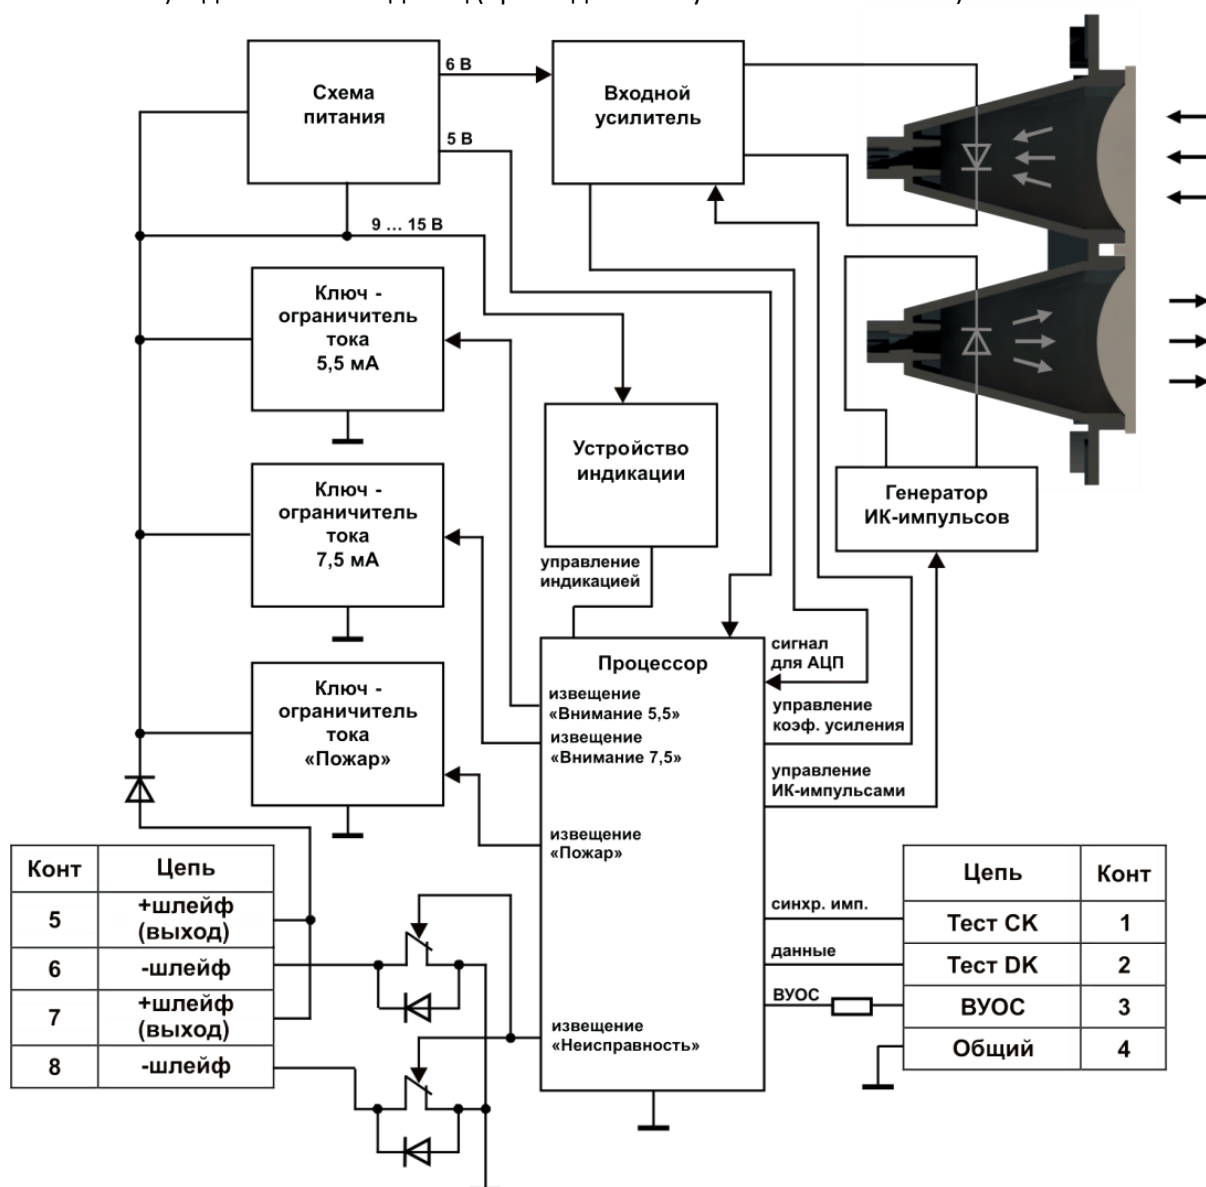 Схема
питания
6 В
5 В
9 ... 15 В
Входной
усилитель
Ключ -
ограничитель
тока
5,5 мА
Ключ -
ограничитель
тока
7,5 мА
Ключ -
ограничитель
тока
«Пожар»
Устройство
индикации
управление
индикацией
Генератор
ИК-импульсов
Процессор
извещение
«Внимание 5,5»
извещение
«Внимание 7,5»
извещение
«Пожар»
извещение
«Неисправность»
сигнал
для АЦП
управление
коэф. усиления
управление
ИК-импульсами
синхр. имп.
данные
ВУОС
Конт Цепь
5 +шлейф
(выход)
6 -шлейф
7 +шлейф
(выход)
8 -шлейф
Цепь Конт
Тест СК 1
Тест DK 2
ВУОС 3
Общий 4